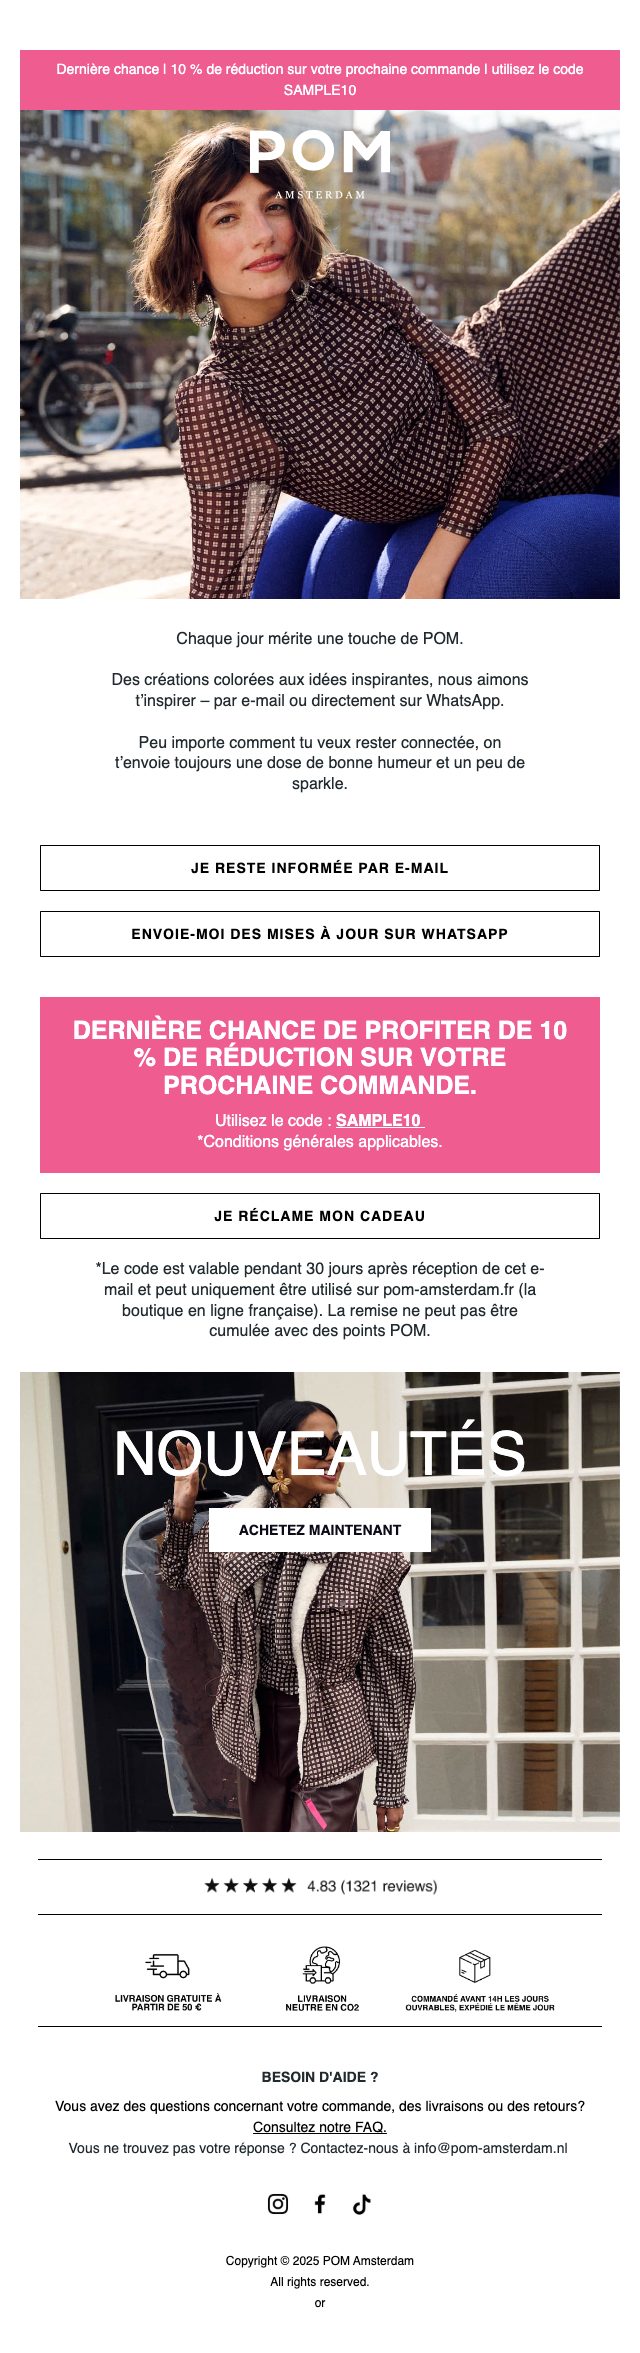 Dernière chance | 10 % de réduction sur votre prochaine commande | utilisez le code
SAMPLE10
POM
AMSTERDAM
Chaque jour mérite une touche de POM.
Des créations colorées aux idées inspirantes, nous aimons
t’inspirer – par e-mail ou directement sur WhatsApp.
Peu importe comment tu veux rester connectée, on
t’envoie toujours une dose de bonne humeur et un peu de
sparkle.
JE RESTE INFORMÉE PAR E-MAIL
ENVOIE-MOI DES MISES À JOUR SUR WHATSAPP
DERNIÈRE CHANCE DE PROFITER DE 10
% DE RÉDUCTION SUR VOTRE
PROCHAINE COMMANDE.
Utilisez le code : SAMPLE10
*Conditions générales applicables.
JE RÉCLAME MON CADEAU
*Le code est valable pendant 30 jours après réception de cet e-
mail et peut uniquement être utilisé sur pom-amsterdam.fr (la
boutique en ligne française). La remise ne peut pas être
cumulée avec des points POM.
NOUVEAUTÉS
ACHETEZ MAINTENANT
4.83 (1321 reviews)
LIVRAISON GRATUITE À
PARTIR DE 50 €
LIVRAISON
NEUTRE EN CO2
COMMANDÉ AVANT 14H LES JOURS
OUVRABLES, EXPÉDIÉ LE MÊME JOUR
BESOIN D'AIDE ?
Vous avez des questions concernant votre commande, des livraisons ou des retours?
Consultez notre FAQ.
Vous ne trouvez pas votre réponse ? Contactez-nous à info@pom-amsterdam.nl
Copyright © 2025 POM Amsterdam
All rights reserved.
or